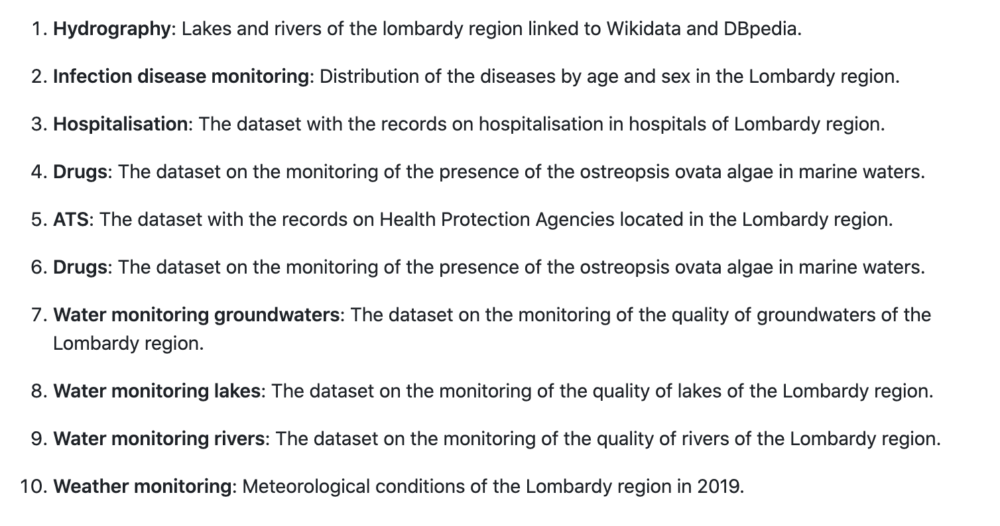 1. Hydrography: Lakes and rivers of the lombardy region linked to Wikidata and DBpedia.
2. Infection disease monitoring: Distribution of the diseases by age and sex in the Lombardy region.
3. Hospitalisation: The dataset with the records on hospitalisation in hospitals of Lombardy region.
4. Drugs: The dataset on the monitoring of the presence of the ostreopsis ovata algae in marine waters.
5. ATS: The dataset with the records on Health Protection Agencies located in the Lombardy region.
6. Drugs: The dataset on the monitoring of the presence of the ostreopsis ovata algae in marine waters.
7. Water monitoring groundwaters: The dataset on the monitoring of the quality of groundwaters of the
Lombardy region.
8. Water monitoring lakes: The dataset on the monitoring of the quality of lakes of the Lombardy region.
9. Water monitoring rivers: The dataset on the monitoring of the quality of rivers of the Lombardy region.
10. Weather monitoring: Meteorological conditions of the Lombardy region in 2019.